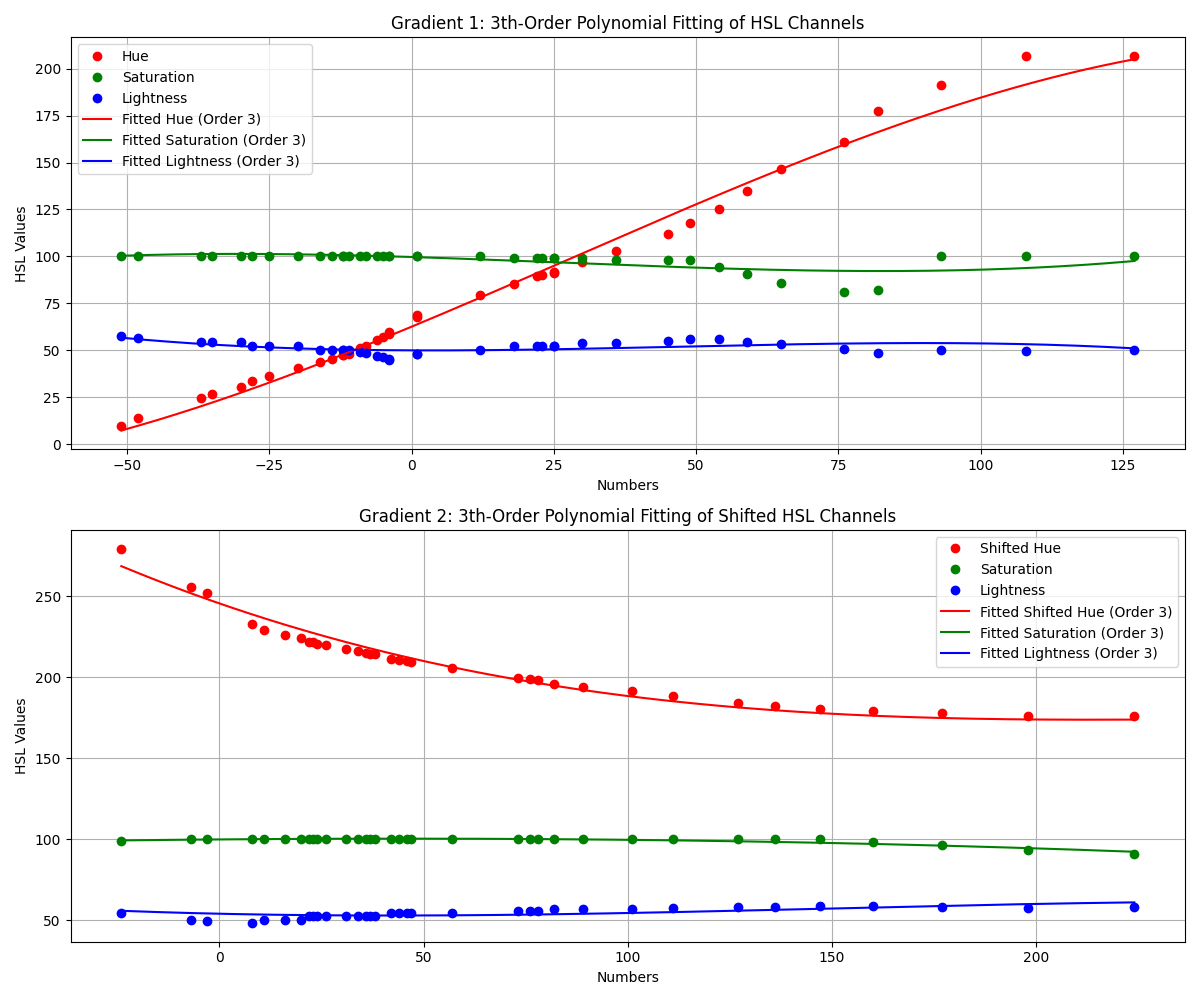 Gradient 1: 3th-Order Polynomial Fitting of HSL Channels
Hue
Saturation
Lightness
Fitted Hue (Order 3)
Fitted Saturation (Order 3)
Fitted Lightness (Order 3)
HSL Values
200
175
150
125
100
75
50
25
0
−50 −25 0 25 50 75 100 125
Numbers
Gradient 2: 3th-Order Polynomial Fitting of Shifted HSL Channels
Shifted Hue
Saturation
Lightness
Fitted Shifted Hue (Order 3)
Fitted Saturation (Order 3)
Fitted Lightness (Order 3)
HSL Values
250
200
150
100
50
0 50 100 150 200
Numbers